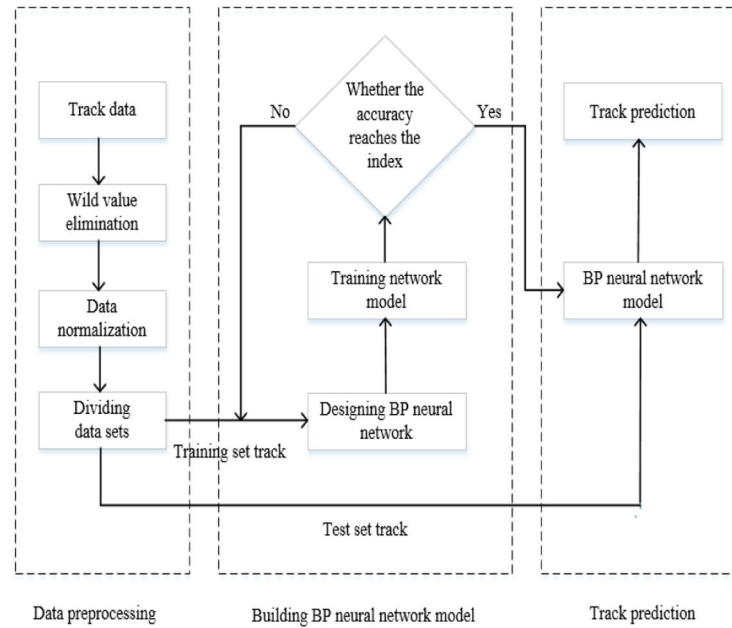 Track data
Wild value
elimination
Data
normalization
Dividing
data sets
Training set track
Test set track
No
Whether the
accuracy
reaches the
index
Yes
Training network
model
Designing BP neural
network
Track prediction
BP neural network
model
Data preprocessing
Building BP neural network model
Track prediction